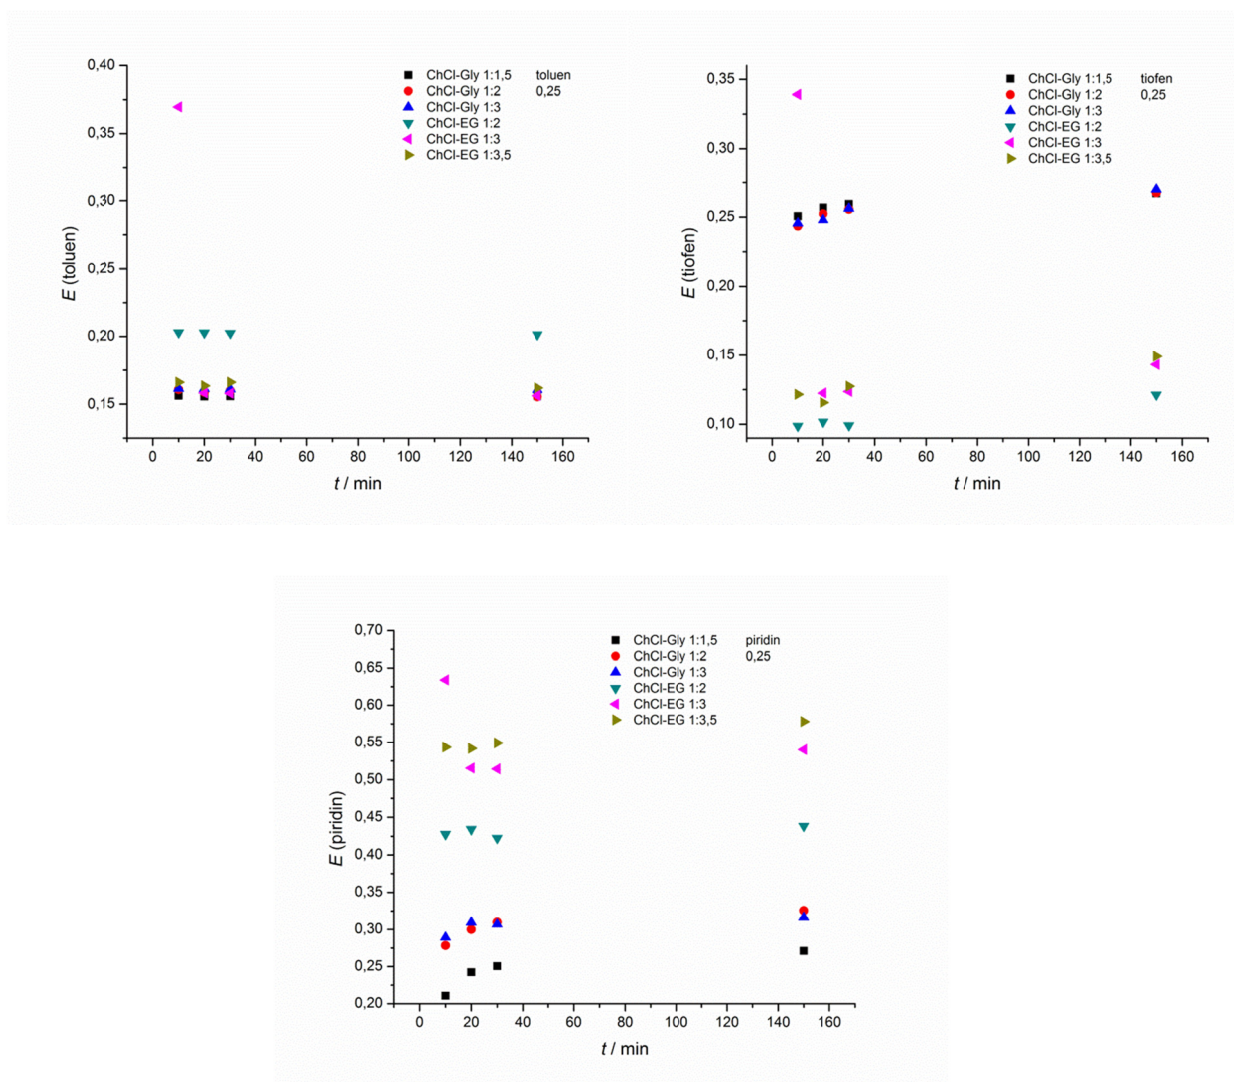 0,40
0,35
0,30
0,25
0,20
0,15
E (toluen)
ChCl-Gly 1:1,5 toluen
ChCl-Gly 1:2 0,25
ChCl-Gly 1:3
ChCl-EG 1:2
ChCl-EG 1:3
ChCl-EG 1:3,5
0 20 40 60 80 100 120 140 160
t / min
0,35
0,30
0,25
0,20
0,15
0,10
E (tiofen)
ChCl-Gly 1:1,5 tiofen
ChCl-Gly 1:2 0,25
ChCl-Gly 1:3
ChCl-EG 1:2
ChCl-EG 1:3
ChCl-EG 1:3,5
0 20 40 60 80 100 120 140 160
t / min
0,70
0,65
0,60
0,55
0,50
0,45
0,40
0,35
0,30
0,25
0,20
E (piridin)
ChCl-Gly 1:1,5 piridin
ChCl-Gly 1:2 0,25
ChCl-Gly 1:3
ChCl-EG 1:2
ChCl-EG 1:3
ChCl-EG 1:3,5
0 20 40 60 80 100 120 140 160
t / min